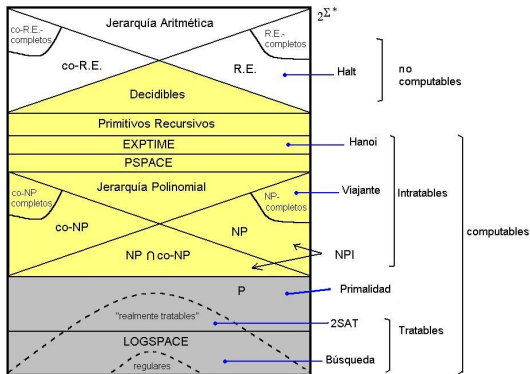 Jerarquía Aritmética
2^Σ*
co-R.E.-
completos
R.E.-
completos
co-R.E.
R.E.
Halt
no
computables
Decidibles
Primitivos Recursivos
EXPTIME
Hanoi
PSPACE
Jerarquía Polinomial
co-NP
completos
NP-
completos
Viajante
Intratables
co-NP
NP
computables
NP ∩ co-NP
NPI
P
Primalidad
"realmente tratables"
2SAT
Tratables
LOGSPACE
Búsqueda
regulares